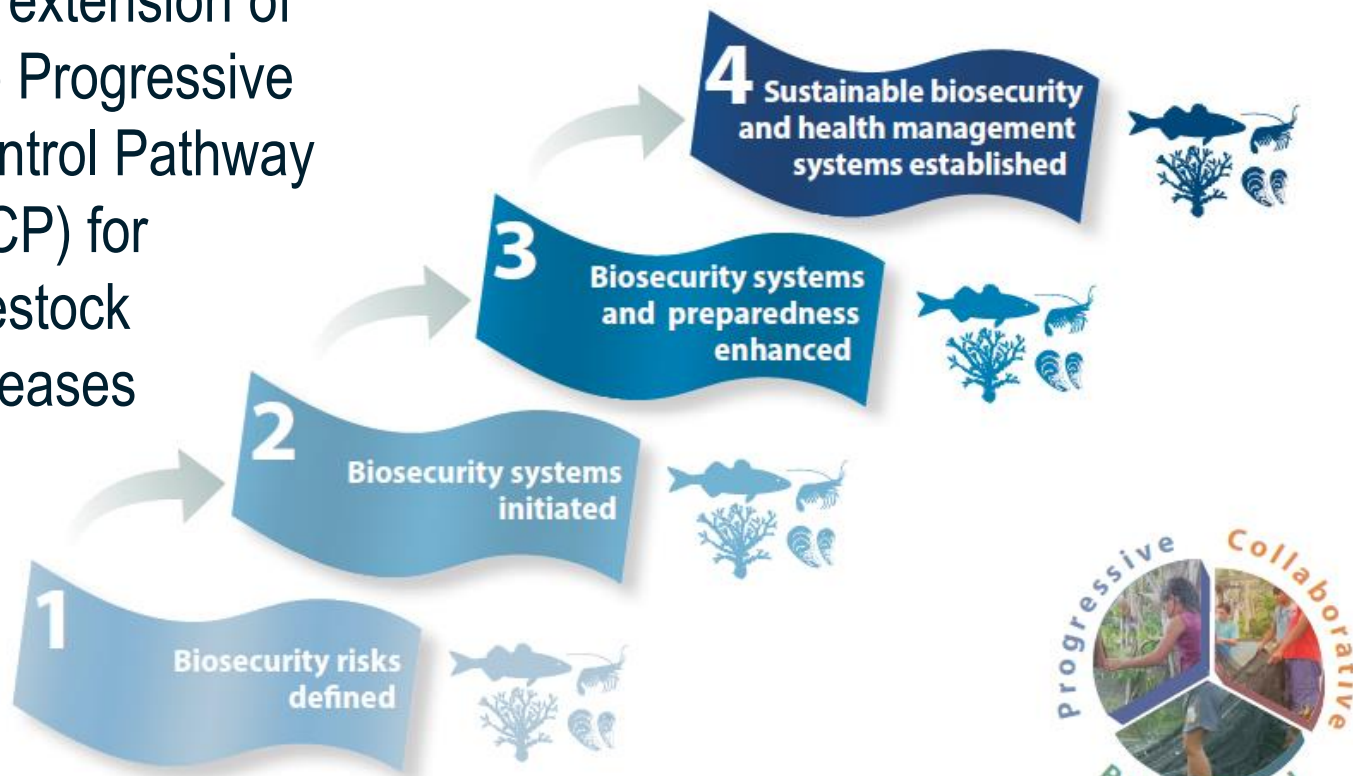 extension of
Progressive
ntrol Pathway
CP) for
estock
eases
4 Sustainable biosecurity
and health management
systems established
3
Biosecurity systems
and preparedness
enhanced
2
Biosecurity systems
initiated
1
Biosecurity risks
defined
Progressive
Collaborative